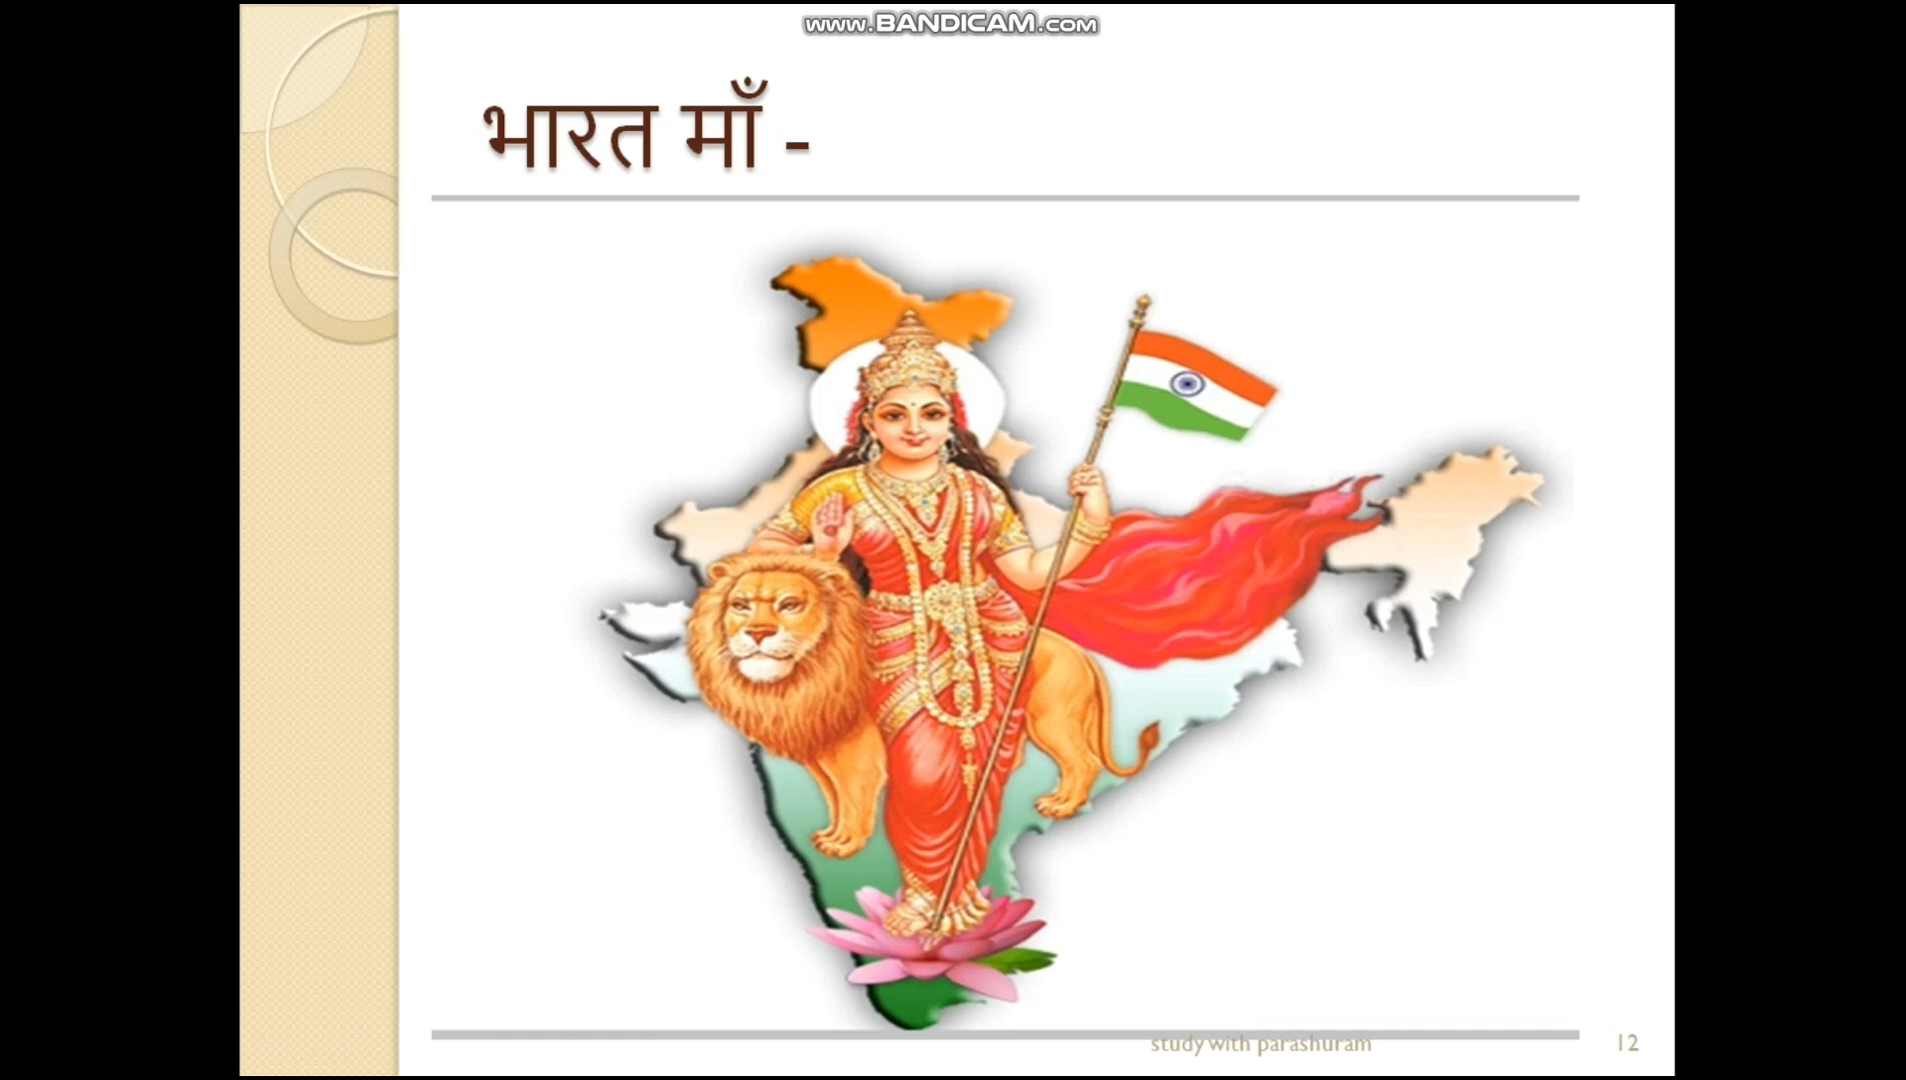 www.BANDICAM.com
भारत माँ -
study with parashuram
12